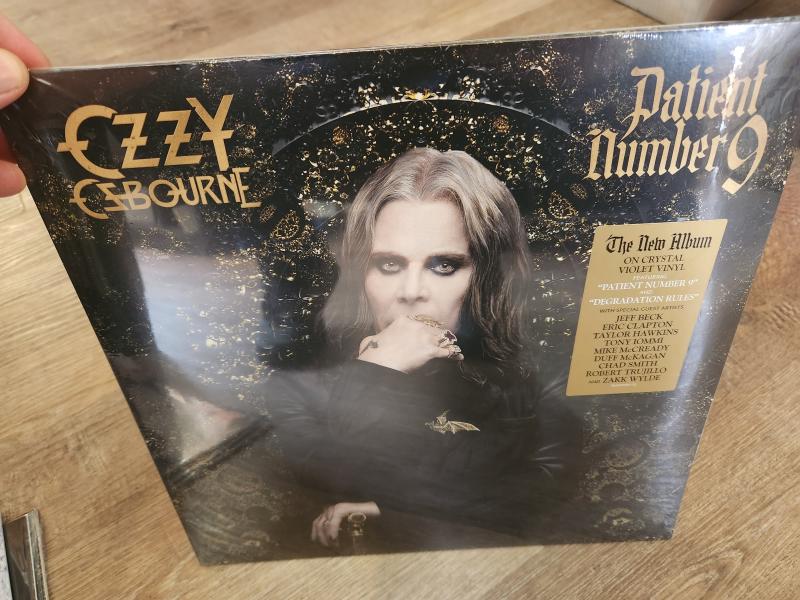 OZZY
OSBOURNE
Patient
Number 9
The New Album
ON CRYSTAL
VIOLET VINYL
FEATURING
"PATIENT NUMBER 9"
AND
"DEGRADATION RULES"
WITH SPECIAL GUEST ARTISTS
JEFF BECK
ERIC CLAPTON
TAYLOR HAWKINS
TONY IOMMI
MIKE McCREADY
DUFF McKAGAN
CHAD SMITH
ROBERT TRUJILLO
AND ZAKK WYLDE